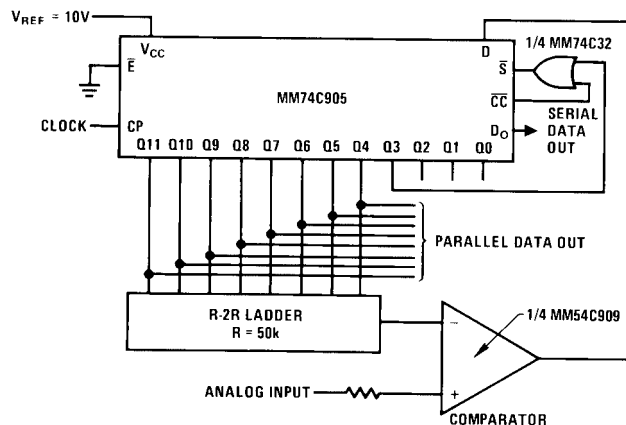 V_REF = 10V
V_CC
D
1/4 MM74C32
E̅
S̅
MM74C905
C̅C̅
CLOCK
CP
D_O
SERIAL DATA OUT
Q11 Q10 Q9 Q8 Q7 Q6 Q5 Q4 Q3 Q2 Q1 Q0
PARALLEL DATA OUT
R-2R LADDER
R = 50k
1/4 MM54C909
−
+
ANALOG INPUT
COMPARATOR